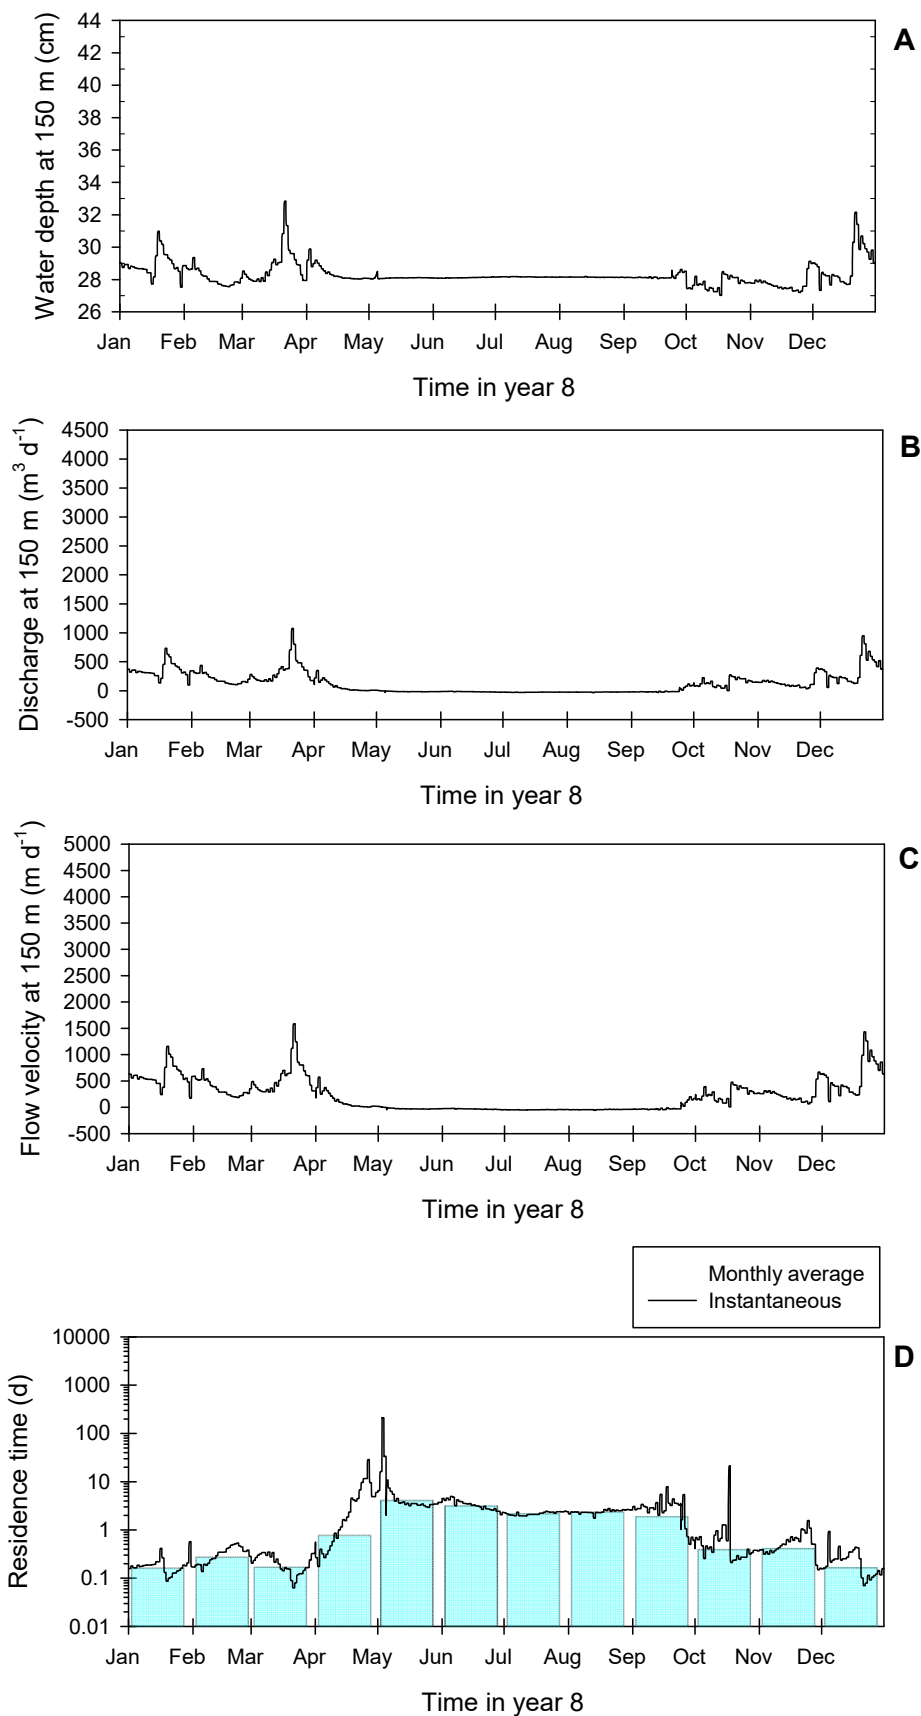 A
Water depth at 150 m (cm)
44
42
40
38
36
34
32
30
28
26
Jan Feb Mar Apr May Jun Jul Aug Sep Oct Nov Dec
Time in year 8
B
Discharge at 150 m (m³ d⁻¹)
4500
4000
3500
3000
2500
2000
1500
1000
500
0
-500
Jan Feb Mar Apr May Jun Jul Aug Sep Oct Nov Dec
Time in year 8
C
Flow velocity at 150 m (m d⁻¹)
5000
4500
4000
3500
3000
2500
2000
1500
1000
500
0
-500
Jan Feb Mar Apr May Jun Jul Aug Sep Oct Nov Dec
Time in year 8
Monthly average
Instantaneous
D
Residence time (d)
10000
1000
100
10
1
0.1
0.01
Jan Feb Mar Apr May Jun Jul Aug Sep Oct Nov Dec
Time in year 8